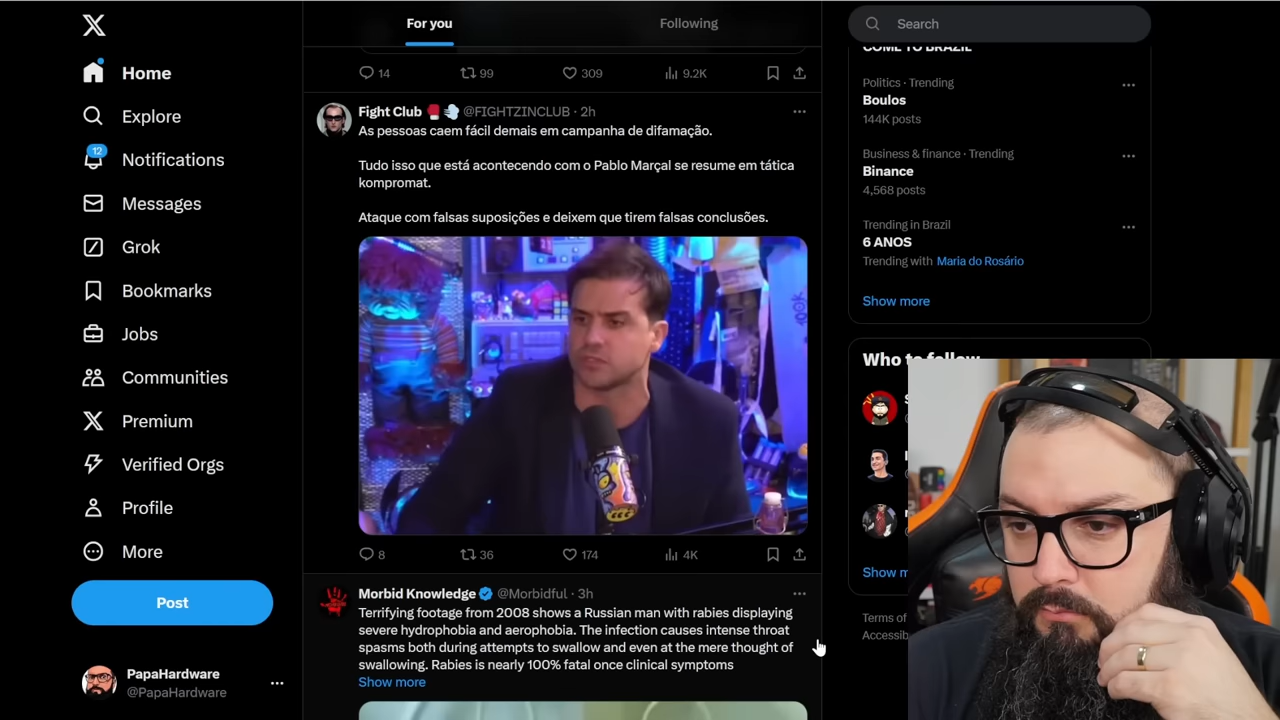 Home
Explore
12
Notifications
Messages
Grok
Bookmarks
Jobs
Communities
Premium
Verified Orgs
Profile
More
Post
PapaHardware
@PapaHardware
For you
Following
14
99
309
9.2K
Fight Club @FIGHTZINCLUB · 2h
As pessoas caem fácil demais em campanha de difamação.
Tudo isso que está acontecendo com o Pablo Marçal se resume em tática
kompromat.
Ataque com falsas suposições e deixem que tirem falsas conclusões.
8
36
174
4K
Morbid Knowledge @Morbidful · 3h
Terrifying footage from 2008 shows a Russian man with rabies displaying
severe hydrophobia and aerophobia. The infection causes intense throat
spasms both during attempts to swallow and even at the mere thought of
swallowing. Rabies is nearly 100% fatal once clinical symptoms
Show more
Search
COME TO BRAZIL
Politics · Trending
Boulos
144K posts
Business & finance · Trending
Binance
4,568 posts
Trending in Brazil
6 ANOS
Trending with Maria do Rosário
Show more
Who to follow
Show m
Terms of
Accessib